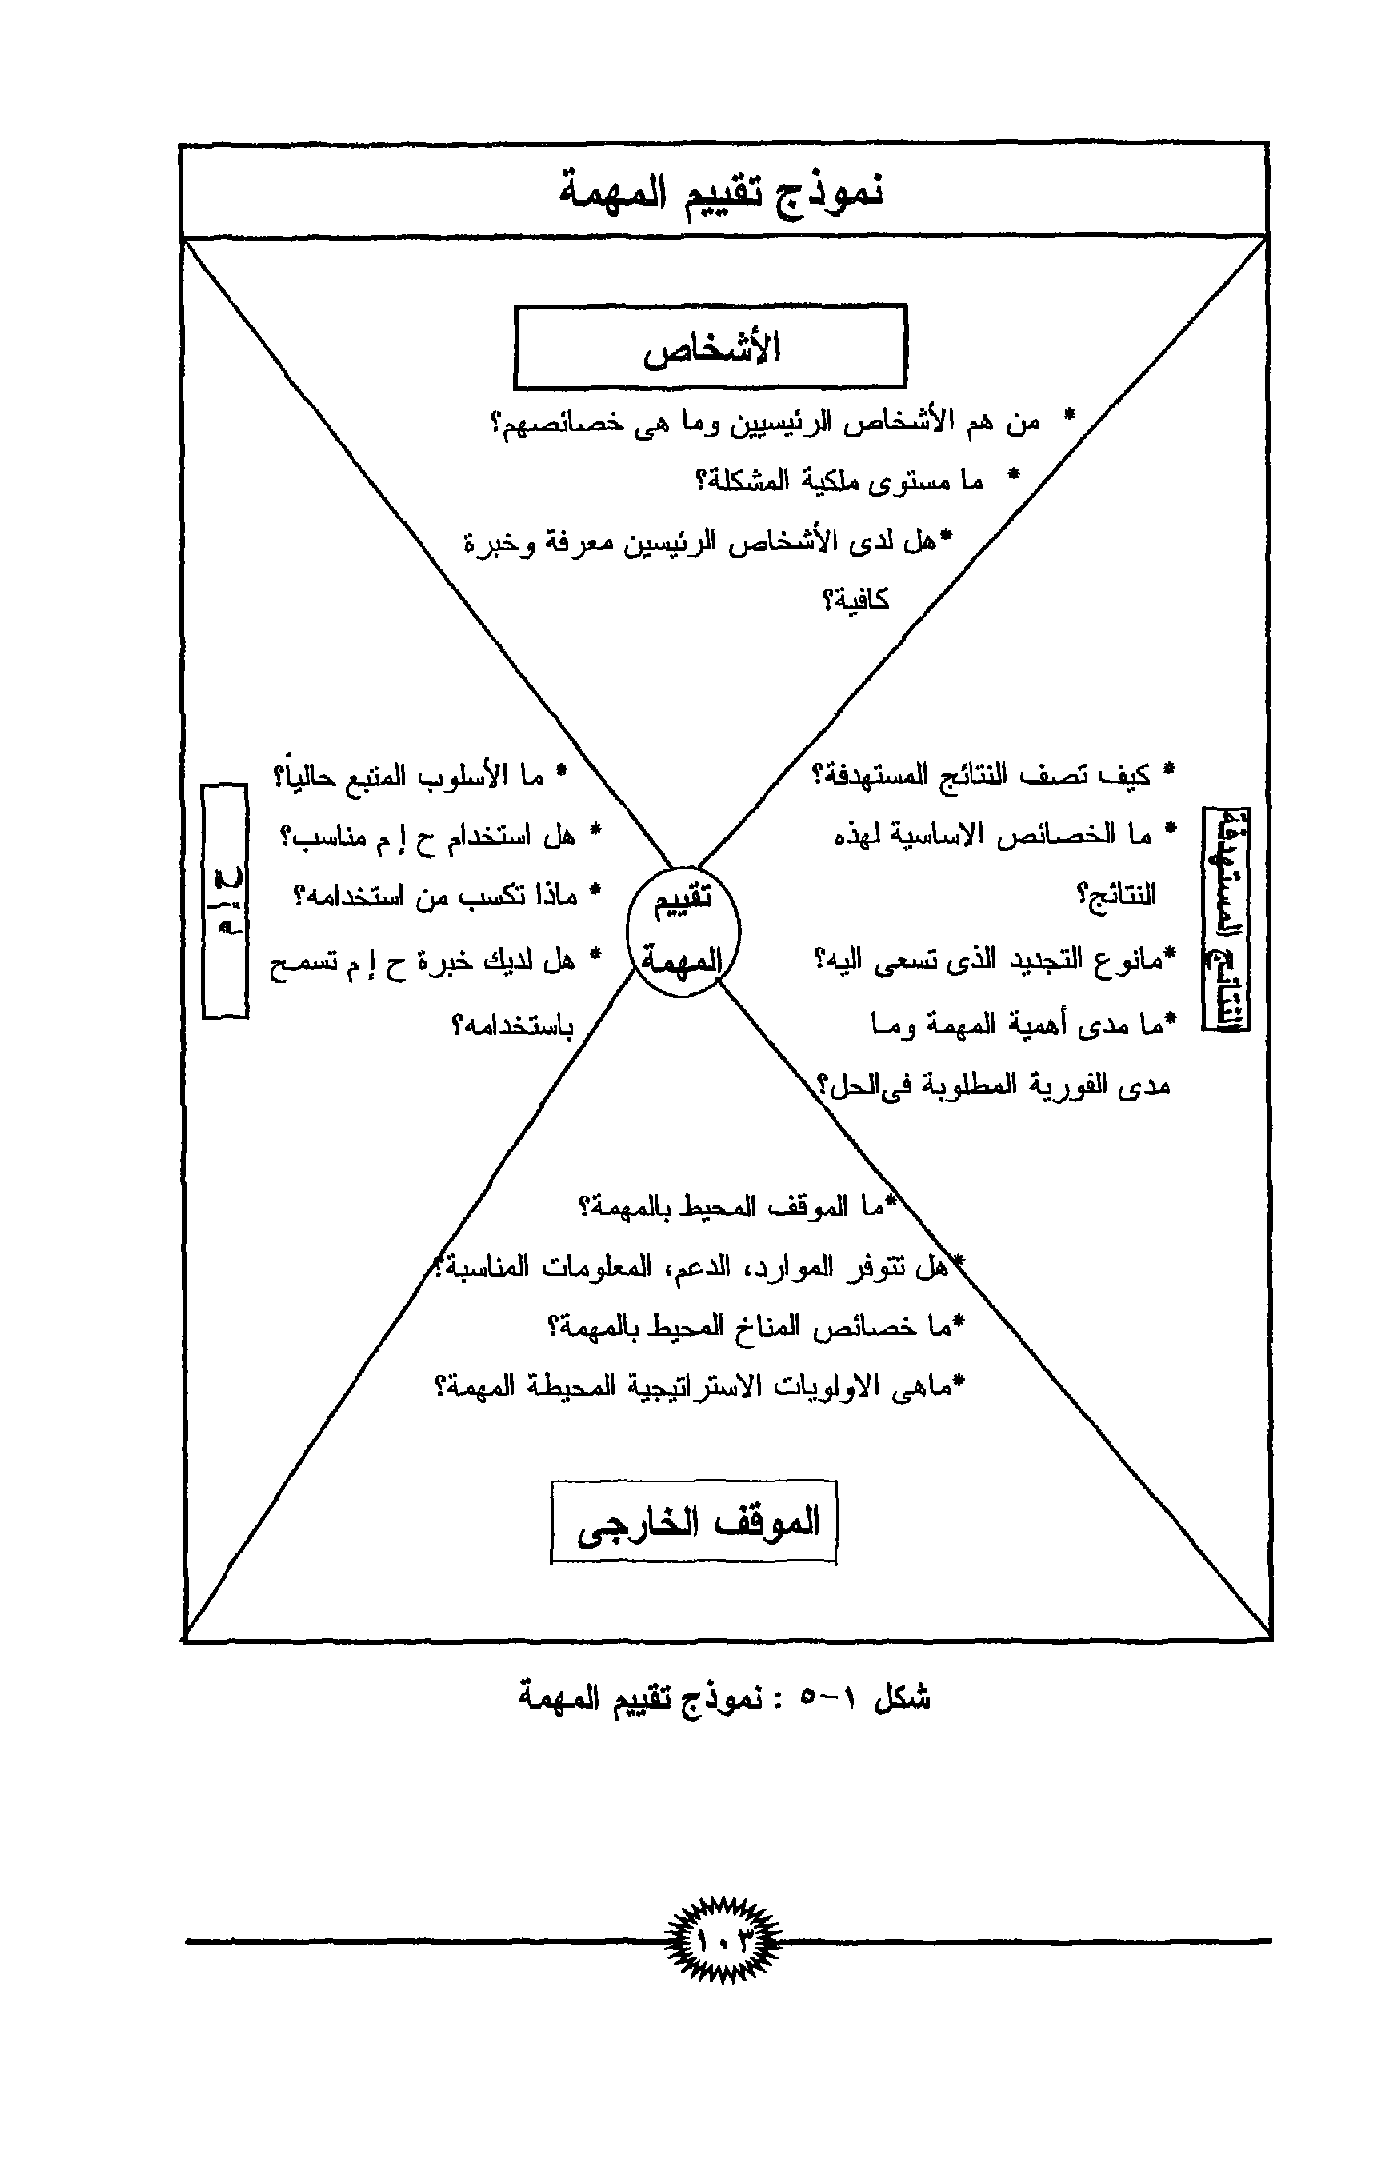 نموذج تقييم المهمة
الأشخاص
* من هم الأشخاص الرئيسيين وما هى خصائصهم؟
* ما مستوى ملكية المشكلة؟
*هل لدى الأشخاص الرئيسين معرفة وخبرة
كافية؟
النتائج المستهدفة
* كيف تصف النتائج المستهدفة؟
* ما الخصائص الاساسية لهذه
النتائج؟
*مانوع التجديد الذى تسعى اليه؟
*ما مدى أهمية المهمة وما
مدى الفورية المطلوبة فى الحل؟
تقييم
المهمة
* ما الأسلوب المتبع حالياً؟
* هل استخدام ح إ م مناسب؟
* ماذا تكسب من استخدامه؟
* هل لديك خبرة ح إ م تسمح
باستخدامه؟
ح إ م
*ما الموقف المحيط بالمهمة؟
*هل تتوفر الموارد، الدعم، المعلومات المناسبة؟
*ما خصائص المناخ المحيط بالمهمة؟
*ماهى الاولويات الاستراتيجية المحيطة المهمة؟
الموقف الخارجى
شكل ١-٥ : نموذج تقييم المهمة
١٠٣